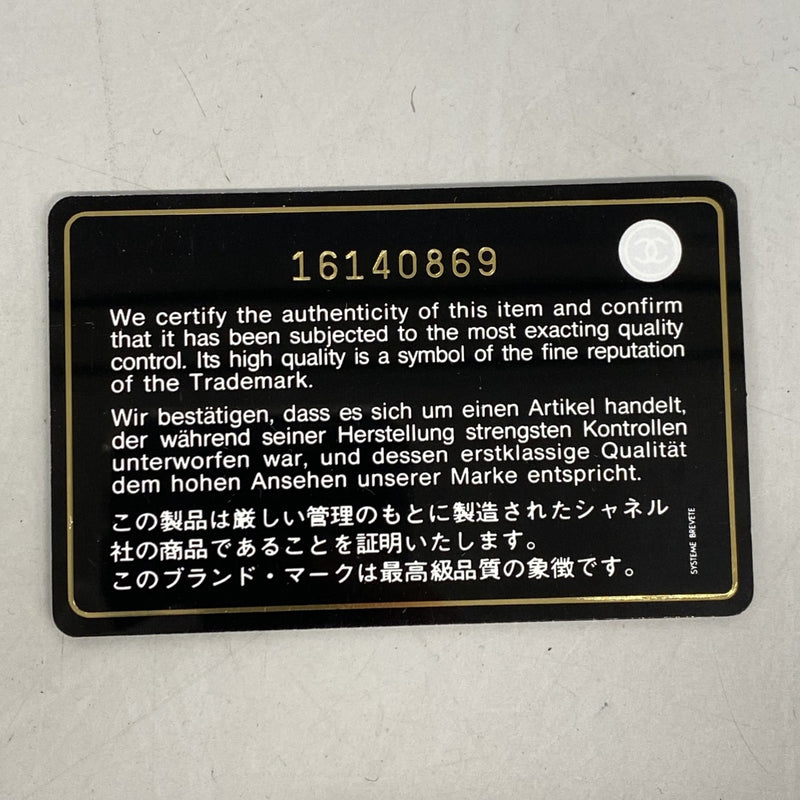 16140869
We certify the authenticity of this item and confirm
that it has been subjected to the most exacting quality
control. Its high quality is a symbol of the fine reputation
of the Trademark.
Wir bestätigen, dass es sich um einen Artikel handelt,
der während seiner Herstellung strengsten Kontrollen
unterworfen war, und dessen erstklassige Qualität
dem hohen Ansehen unserer Marke entspricht.
この製品は厳しい管理のもとに製造されたシャネル
社の商品であることを証明いたします。
このブランド・マークは最高級品質の象徴です。
SYSTEME BREVETE